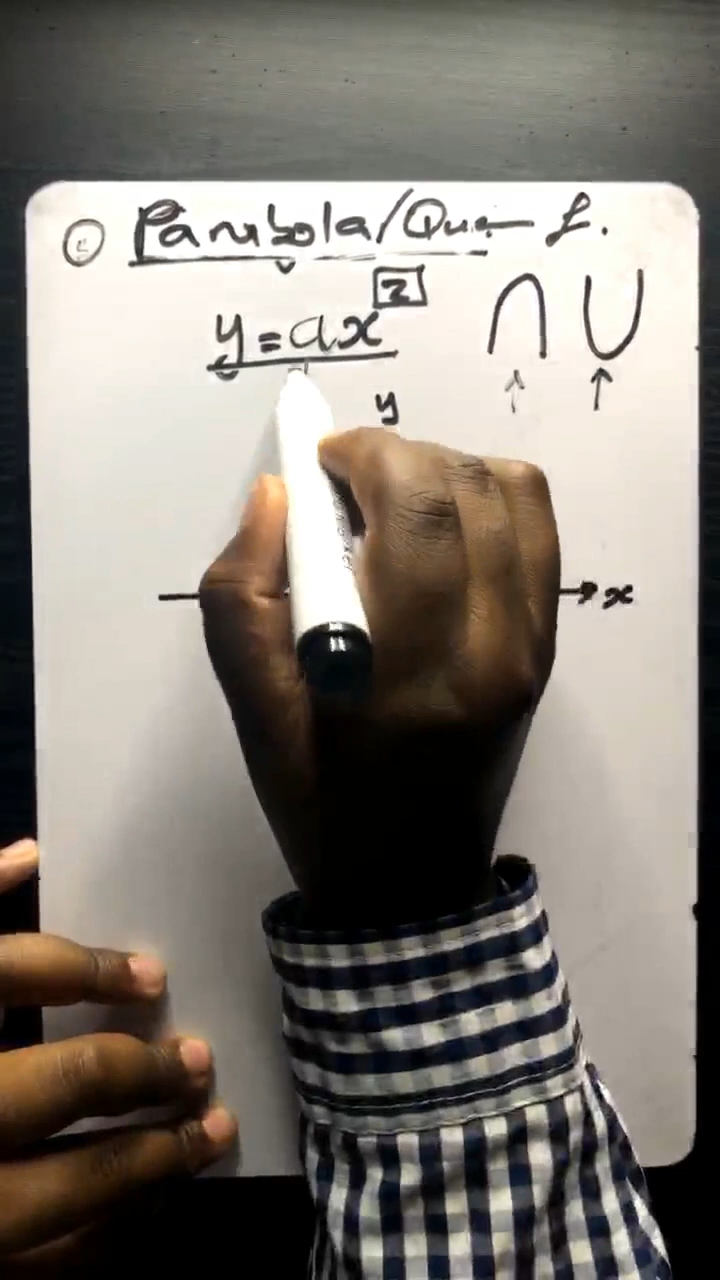 Parabola/Qua f.
y = ax²
y
x